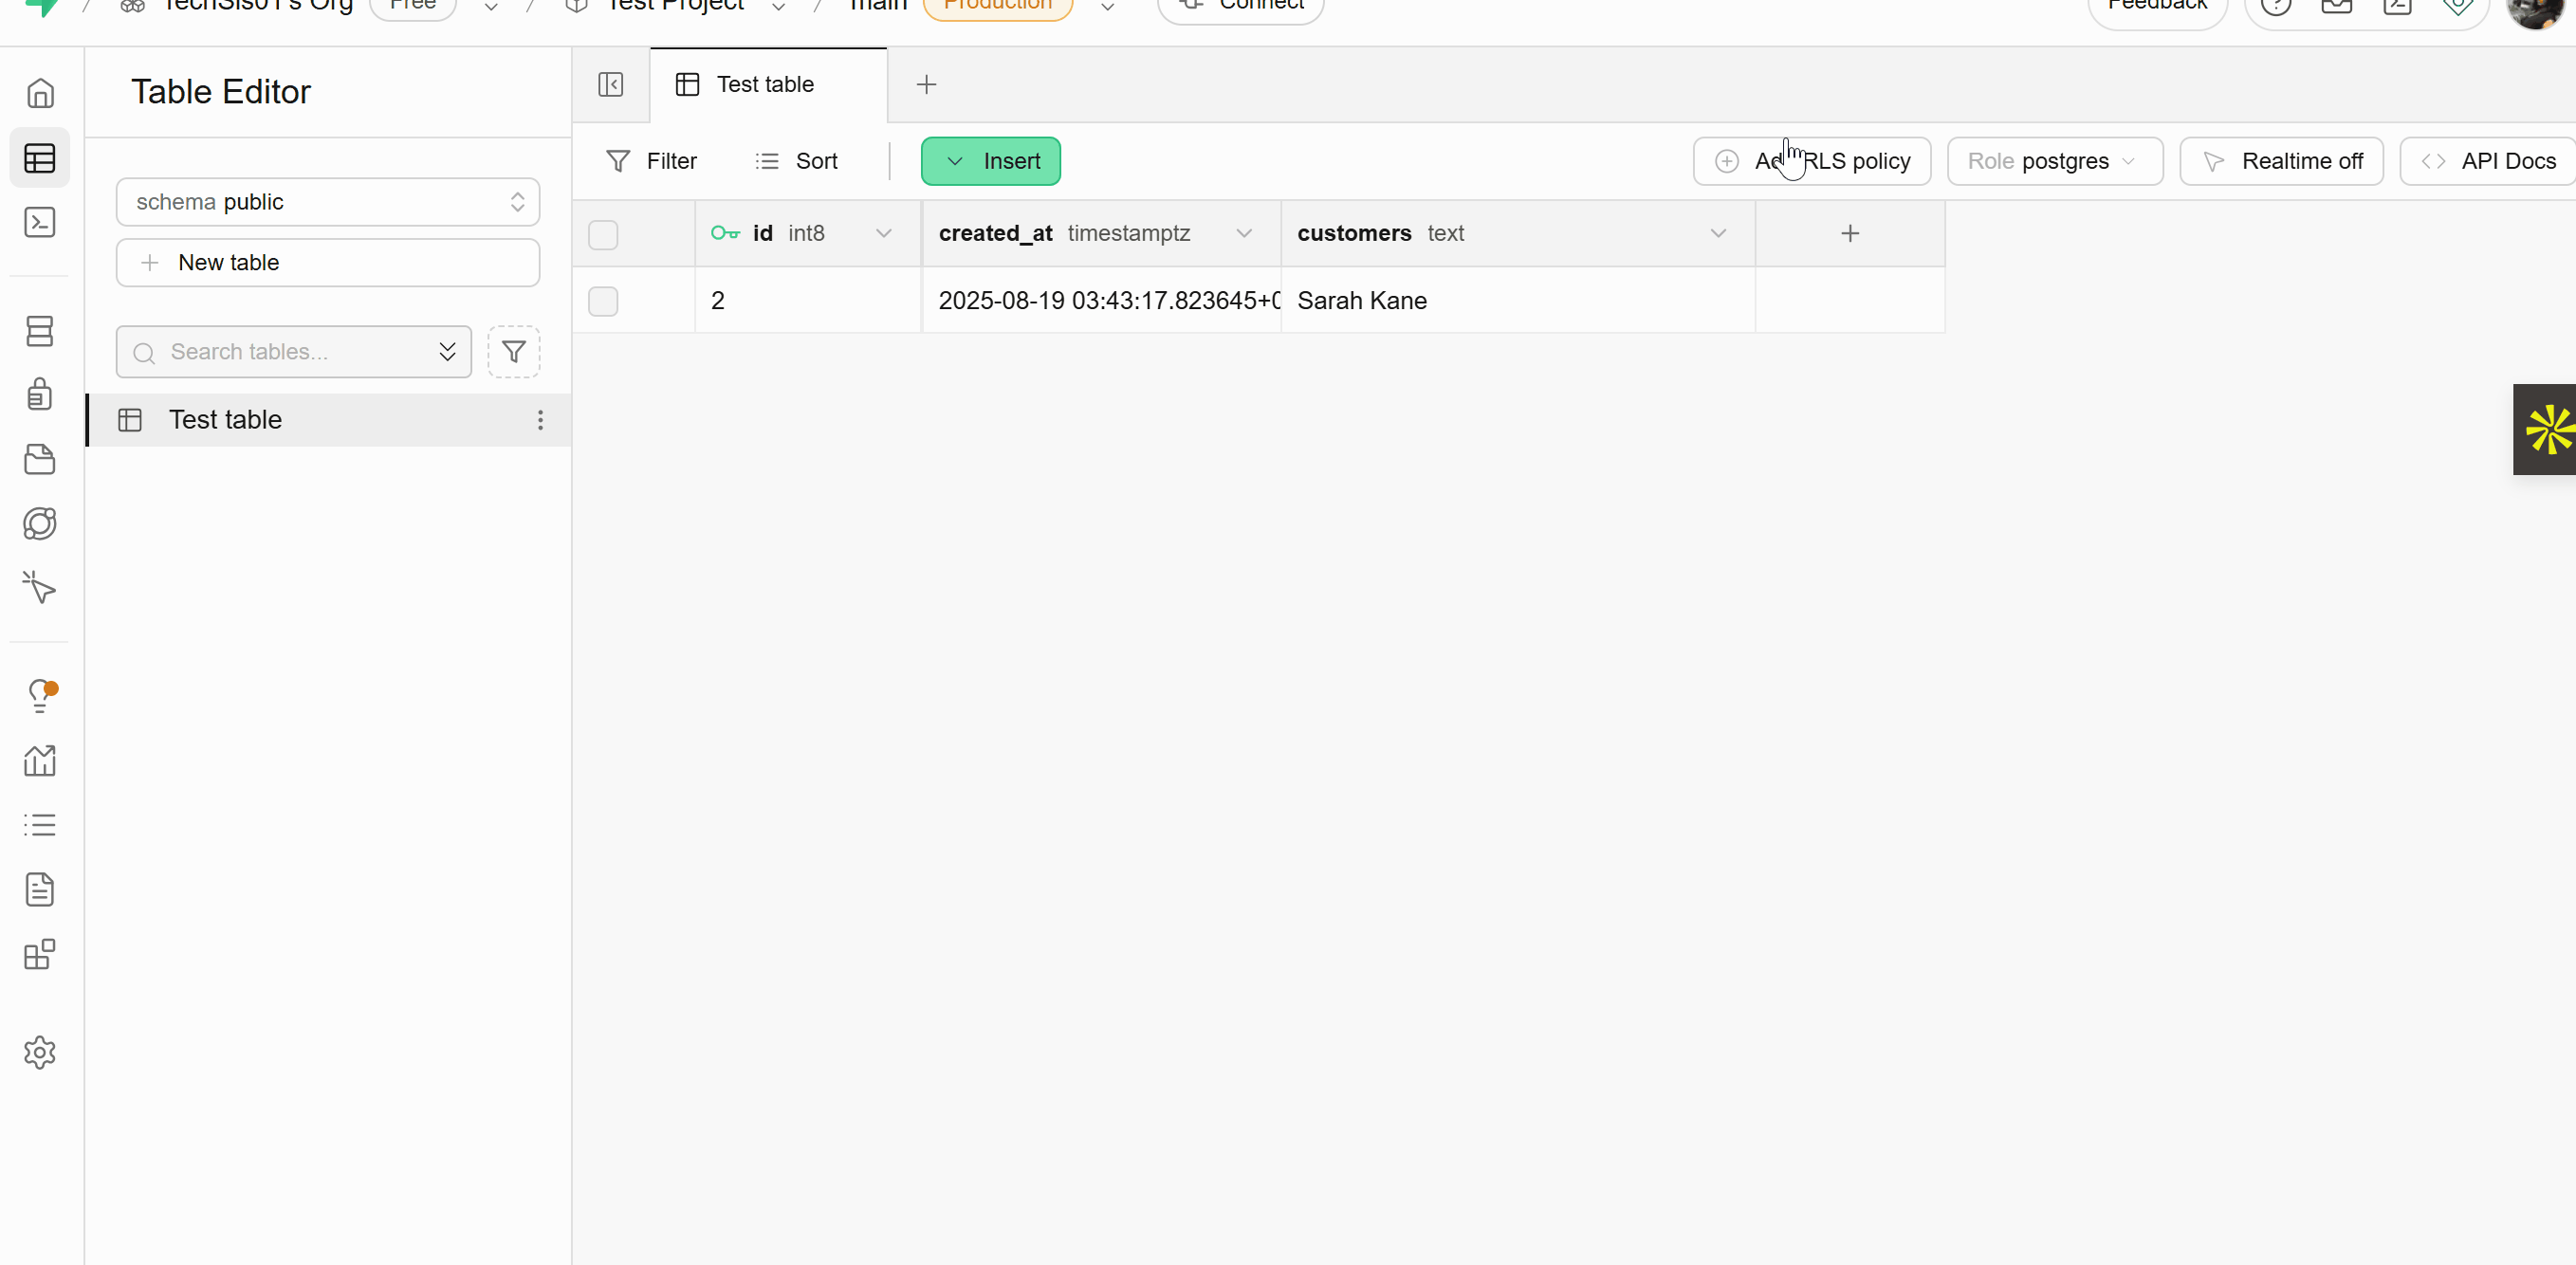 TechSis01's Org Free Test Project main Production Connect Feedback
Table Editor
Test table
schema public
New table
Search tables...
Test table
Filter Sort Insert RLS policy Role postgres Realtime off API Docs
id int8 created_at timestamptz customers text
2 2025-08-19 03:43:17.823645+0 Sarah Kane